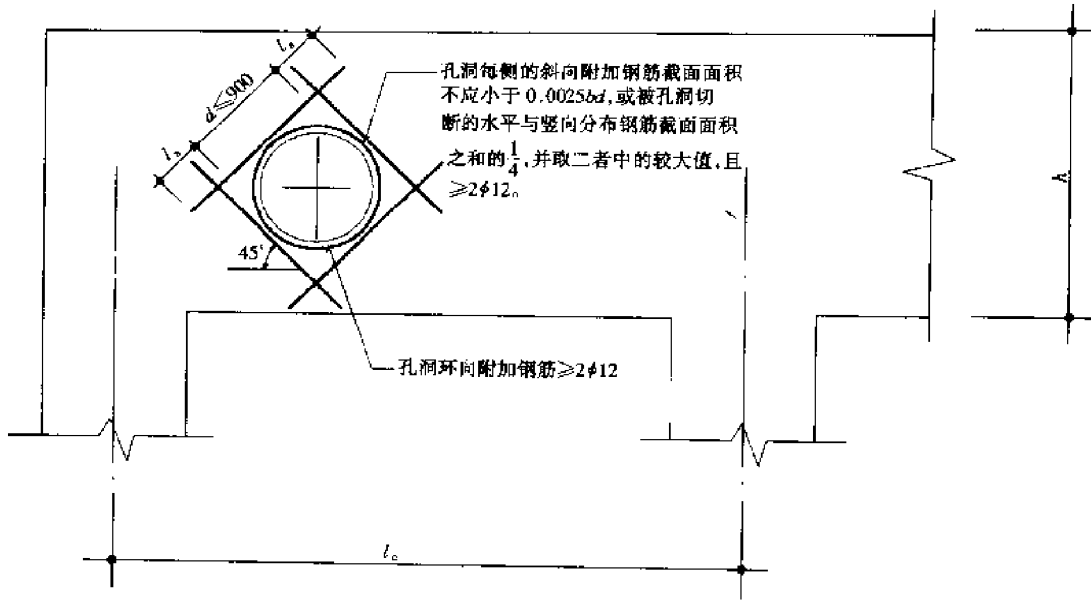 lₐ
d≤900
lₐ
孔洞每侧的斜向附加钢筋截面面积
不应小于0.0025bd,或被孔洞切
断的水平与竖向分布钢筋截面面积
之和的1/4,并取二者中的较大值,且
≥2ϕ12。
45°
孔洞环向附加钢筋≥2ϕ12
h
l₀